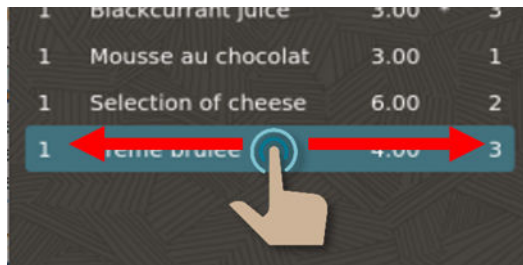 1 Blackcurrant juice 3.00 * 3
1 Mousse au chocolat 3.00 1
1 Selection of cheese 6.00 2
1 brulée 4.00 3